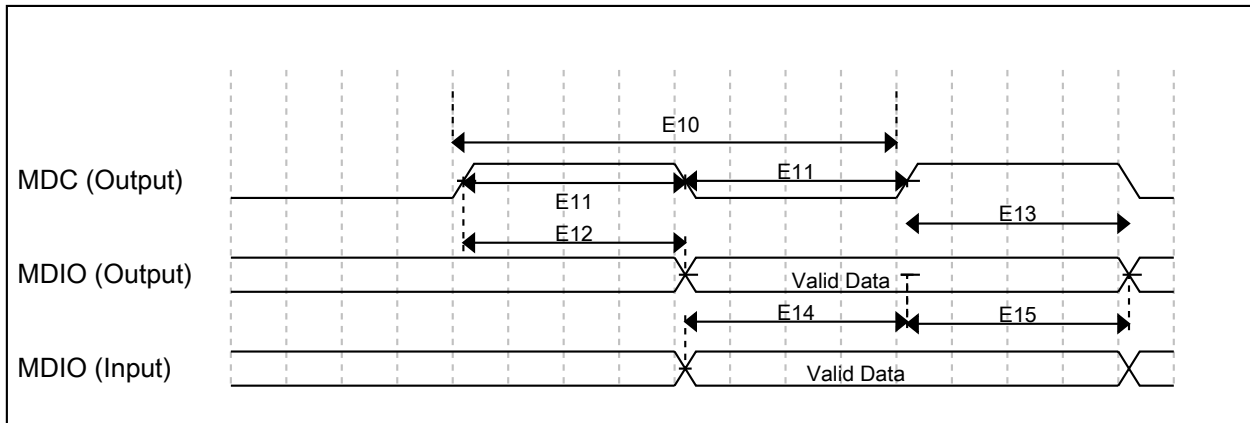 E10
MDC (Output)
E11
E11
E13
E12
MDIO (Output)
Valid Data
E14
E15
MDIO (Input)
Valid Data